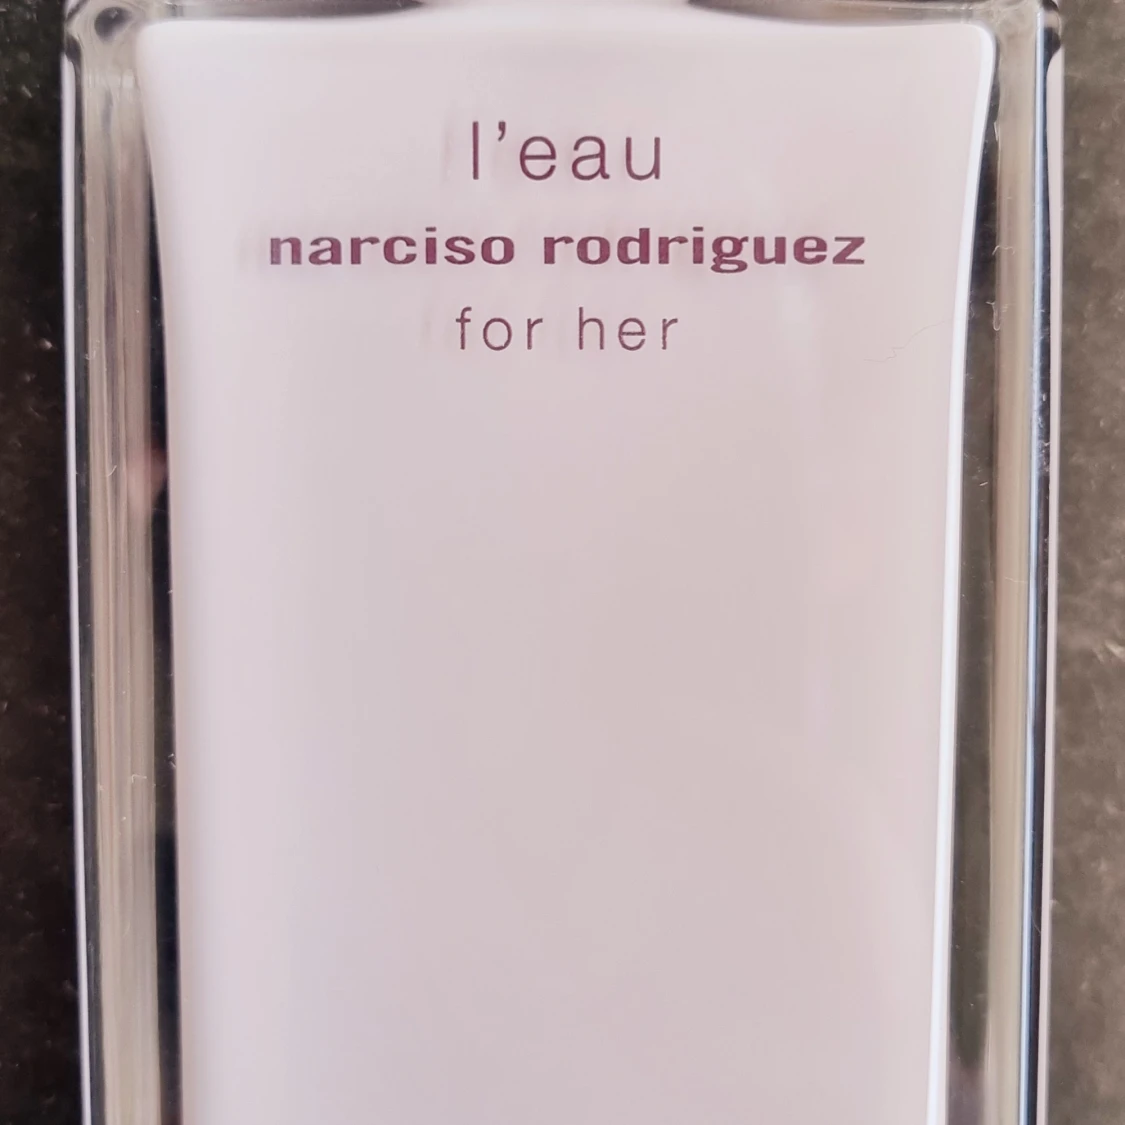 l'eau
narciso rodriguez
for her